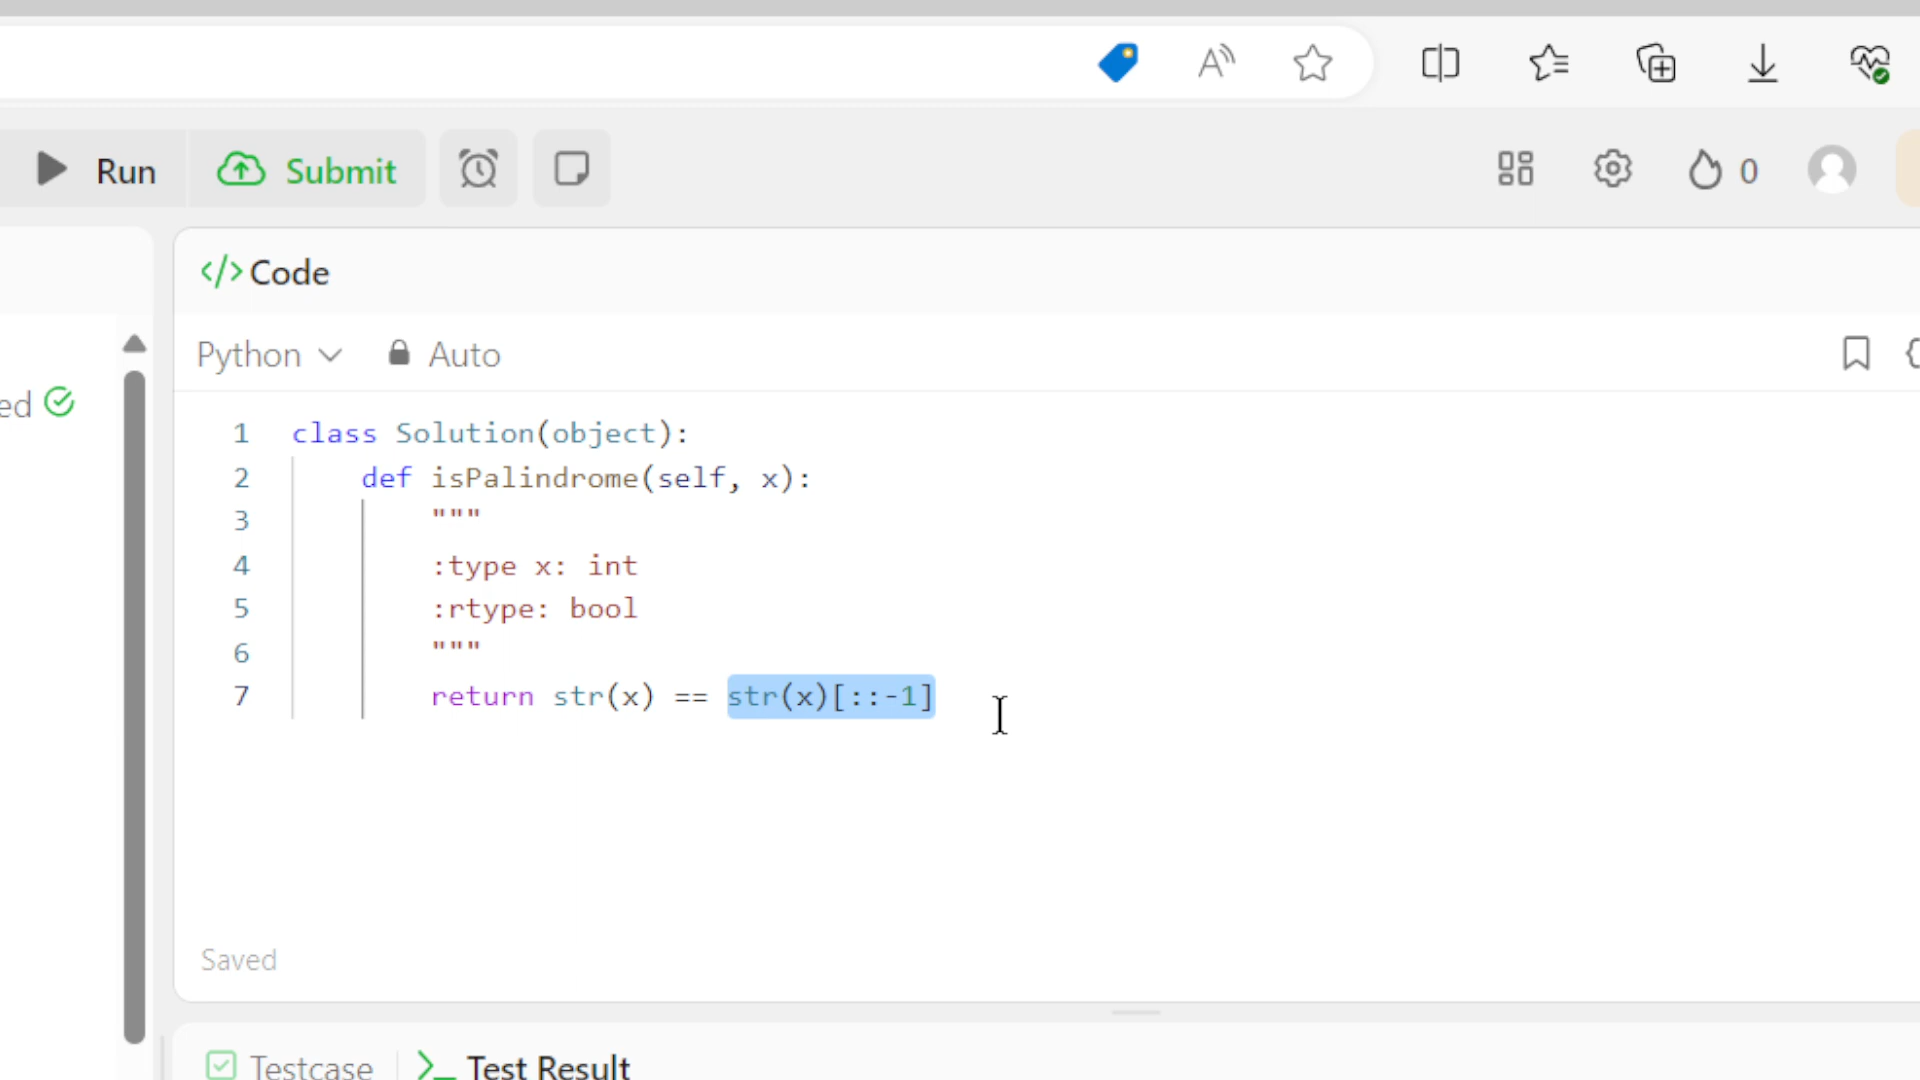 Run Submit 0
</> Code
Python Auto
ed
1 class Solution(object):
2 def isPalindrome(self, x):
3 """
4 :type x: int
5 :rtype: bool
6 """
7 return str(x) == str(x)[::-1]
Saved
Testcase >_ Test Result